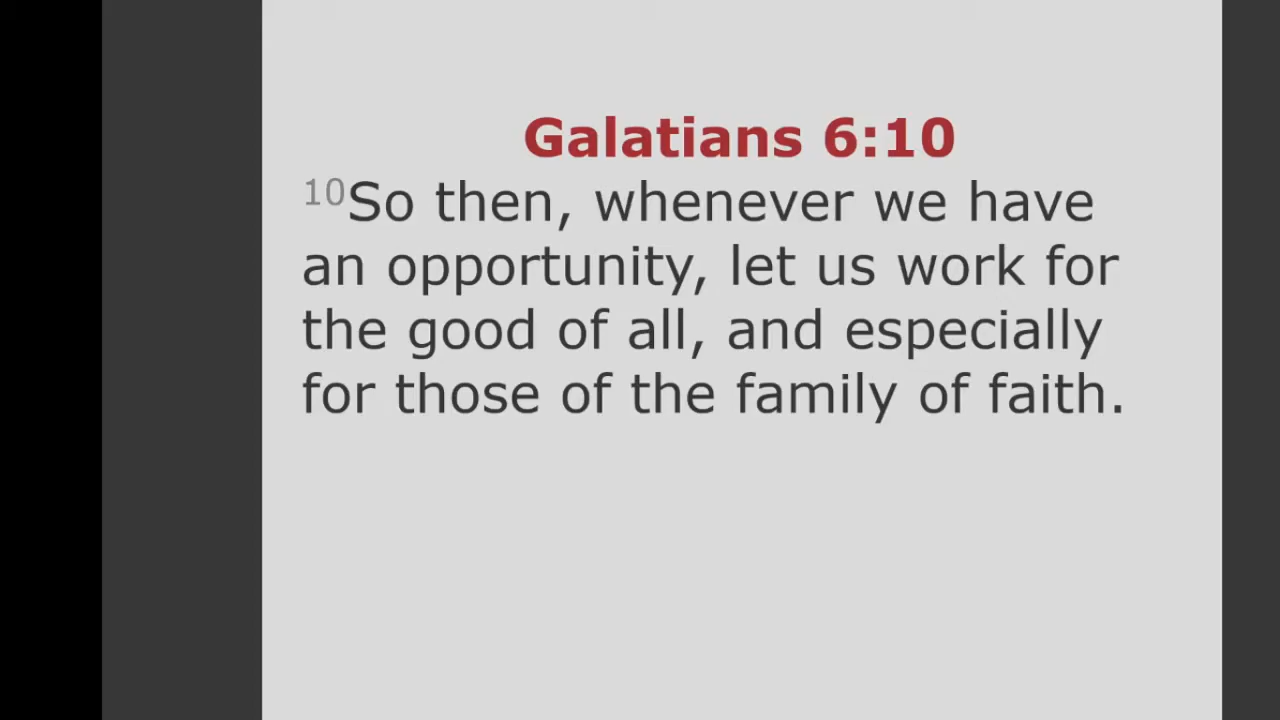 Galatians 6:10
10So then, whenever we have
an opportunity, let us work for
the good of all, and especially
for those of the family of faith.